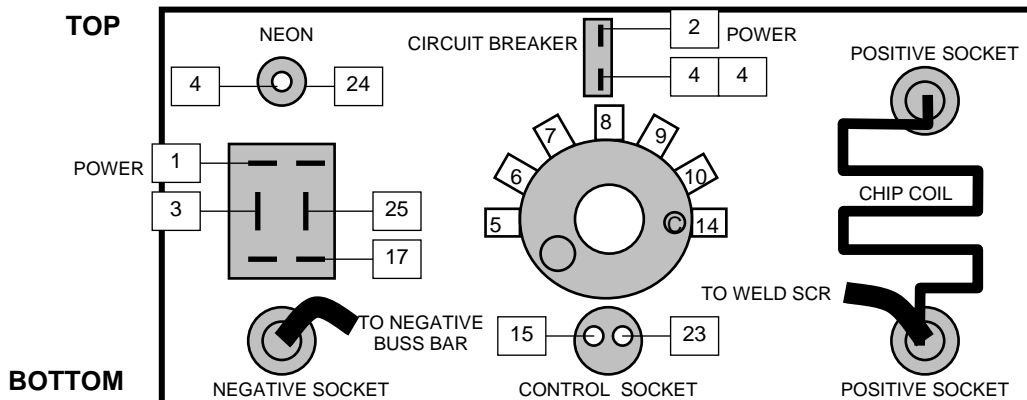 TOP
NEON
4
24
CIRCUIT BREAKER
2
POWER
4
4
POSITIVE SOCKET
POWER
1
3
25
17
5
6
7
8
9
10
C
14
CHIP COIL
TO WELD SCR
TO NEGATIVE
BUSS BAR
15
23
BOTTOM
NEGATIVE SOCKET
CONTROL SOCKET
POSITIVE SOCKET